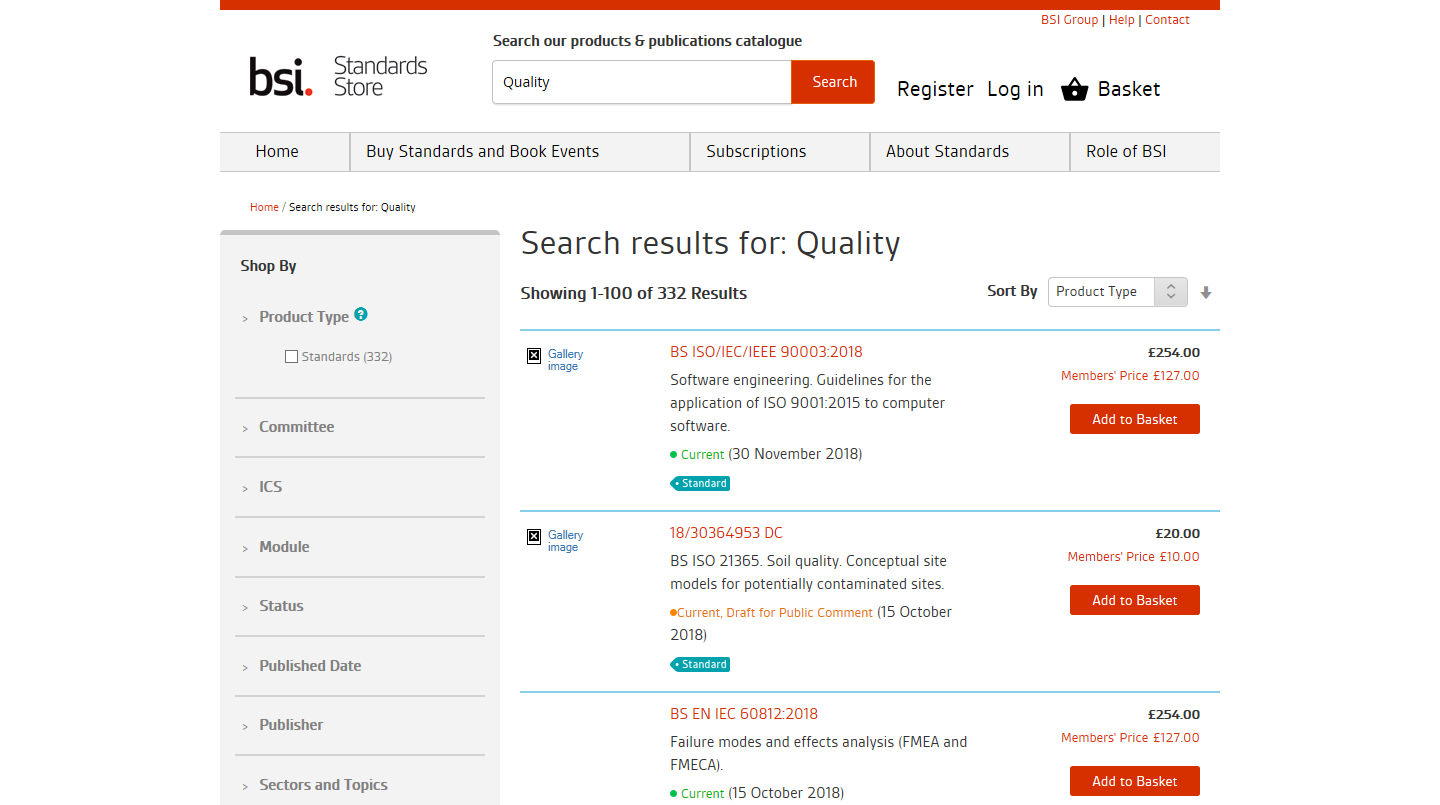 BSI Group | Help | Contact
Search our products & publications catalogue
bsi. Standards
Store
Quality
Search
Register Log in Basket
Home
Buy Standards and Book Events
Subscriptions
About Standards
Role of BSI
Home / Search results for: Quality
Shop By
> Product Type ?
Standards (332)
> Committee
> ICS
> Module
> Status
> Published Date
> Publisher
> Sectors and Topics
Search results for: Quality
Showing 1-100 of 332 Results
Sort By Product Type
Gallery
image
BS ISO/IEC/IEEE 90003:2018
Software engineering. Guidelines for the
application of ISO 9001:2015 to computer
software.
Current (30 November 2018)
Standard
£254.00
Members' Price £127.00
Add to Basket
Gallery
image
18/30364953 DC
BS ISO 21365. Soil quality. Conceptual site
models for potentially contaminated sites.
Current, Draft for Public Comment (15 October
2018)
Standard
£20.00
Members' Price £10.00
Add to Basket
BS EN IEC 60812:2018
Failure modes and effects analysis (FMEA and
FMECA).
Current (15 October 2018)
£254.00
Members' Price £127.00
Add to Basket